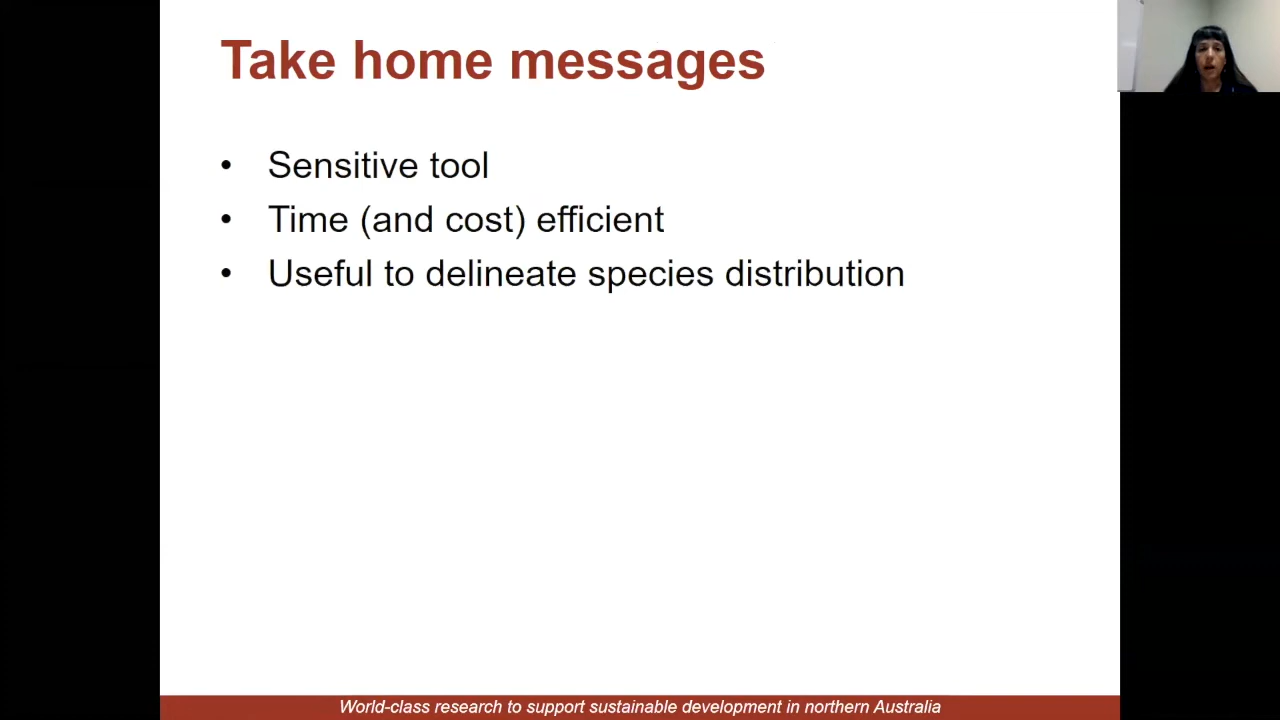 Take home messages
• Sensitive tool
• Time (and cost) efficient
• Useful to delineate species distribution
World-class research to support sustainable development in northern Australia